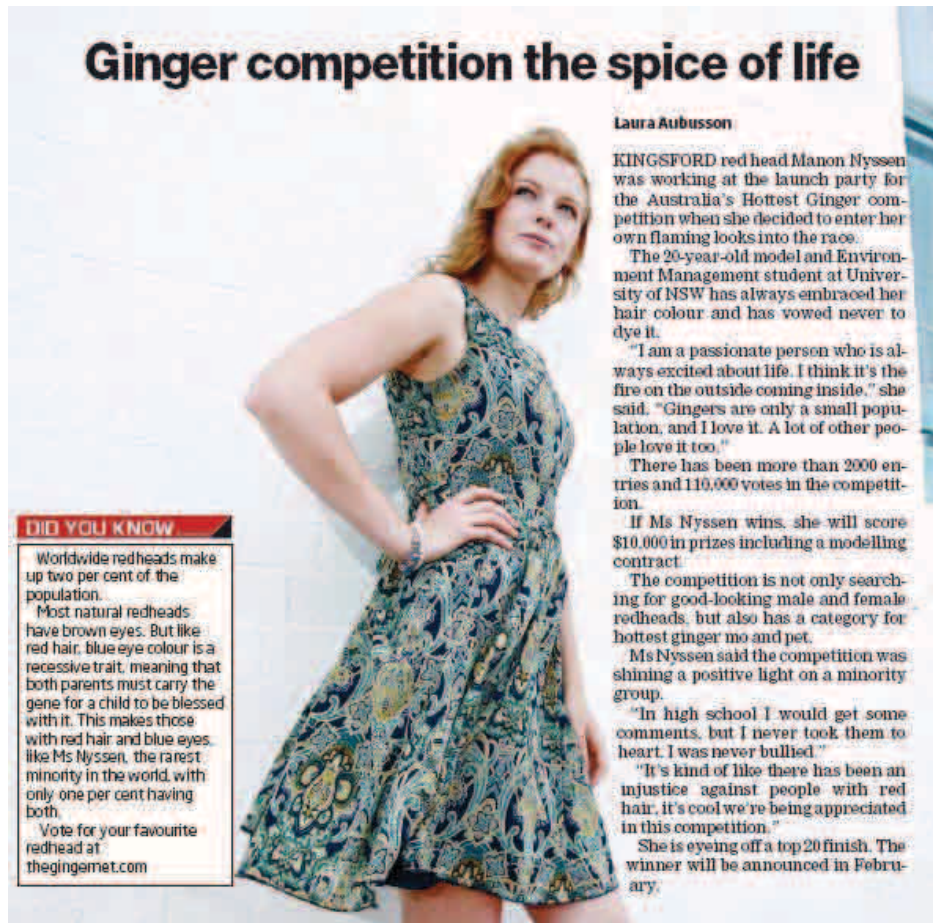 Ginger competition the spice of life
Laura Aubusson
KINGSFORD red head Manon Nyssen
was working at the launch party for
the Australia's Hottest Ginger com-
petition when she decided to enter her
own flaming looks into the race.
The 20-year-old model and Environ-
ment Management student at Univer-
sity of NSW has always embraced her
hair colour and has vowed never to
dye it.
"I am a passionate person who is al-
ways excited about life. I think it's the
fire on the outside coming inside," she
said. "Gingers are only a small popu-
lation, and I love it. A lot of other peo-
ple love it too."
There has been more than 2000 en-
tries and 110,000 votes in the competit-
ion.
If Ms Nyssen wins, she will score
$10,000 in prizes including a modelling
contract.
The competition is not only search-
ing for good-looking male and female
redheads, but also has a category for
hottest ginger mo and pet.
Ms Nyssen said the competition was
shining a positive light on a minority
group.
"In high school I would get some
comments, but I never took them to
heart. I was never bullied."
"It's kind of like there has been an
injustice against people with red
hair, it's cool we're being appreciated
in this competition."
She is eyeing off a top 20 finish. The
winner will be announced in Febru-
ary.
DID YOU KNOW
Worldwide redheads make
up two per cent of the
population.
Most natural redheads
have brown eyes. But like
red hair, blue eye colour is a
recessive trait, meaning that
both parents must carry the
gene for a child to be blessed
with it. This makes those
with red hair and blue eyes,
like Ms Nyssen, the rarest
minority in the world, with
only one per cent having
both.
Vote for your favourite
redhead at
thegingernet.com